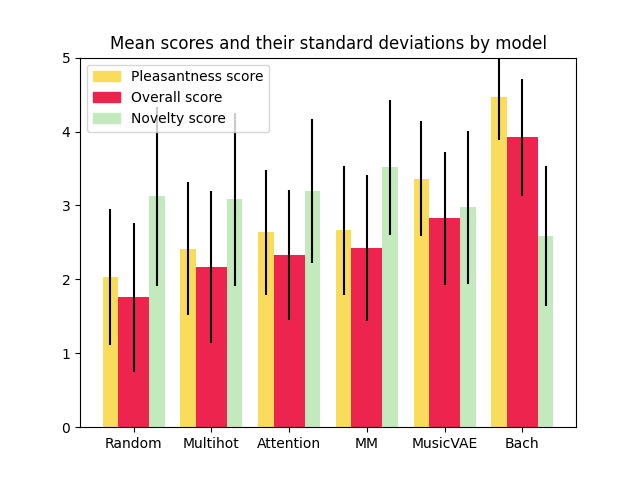 Mean scores and their standard deviations by model
5
4
3
2
1
0
Pleasantness score
Overall score
Novelty score
Random Multihot Attention MM MusicVAE Bach